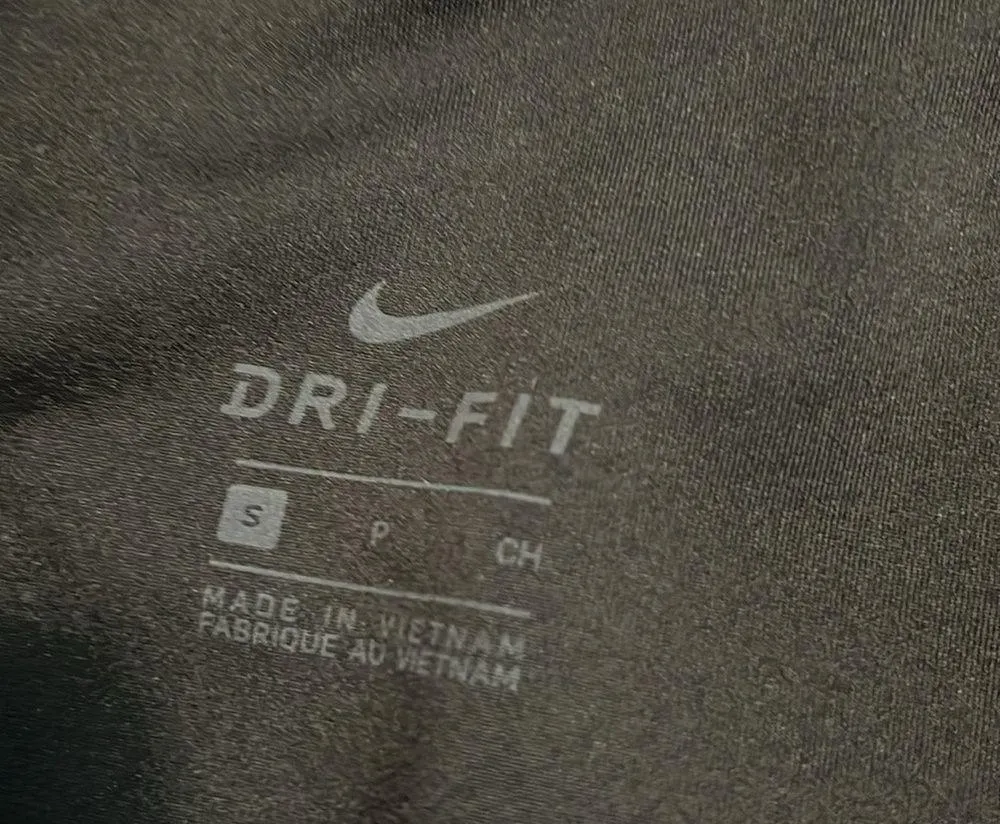 DRI-FIT
S P CH
MADE IN VIETNAM
FABRIQUE AU VIETNAM